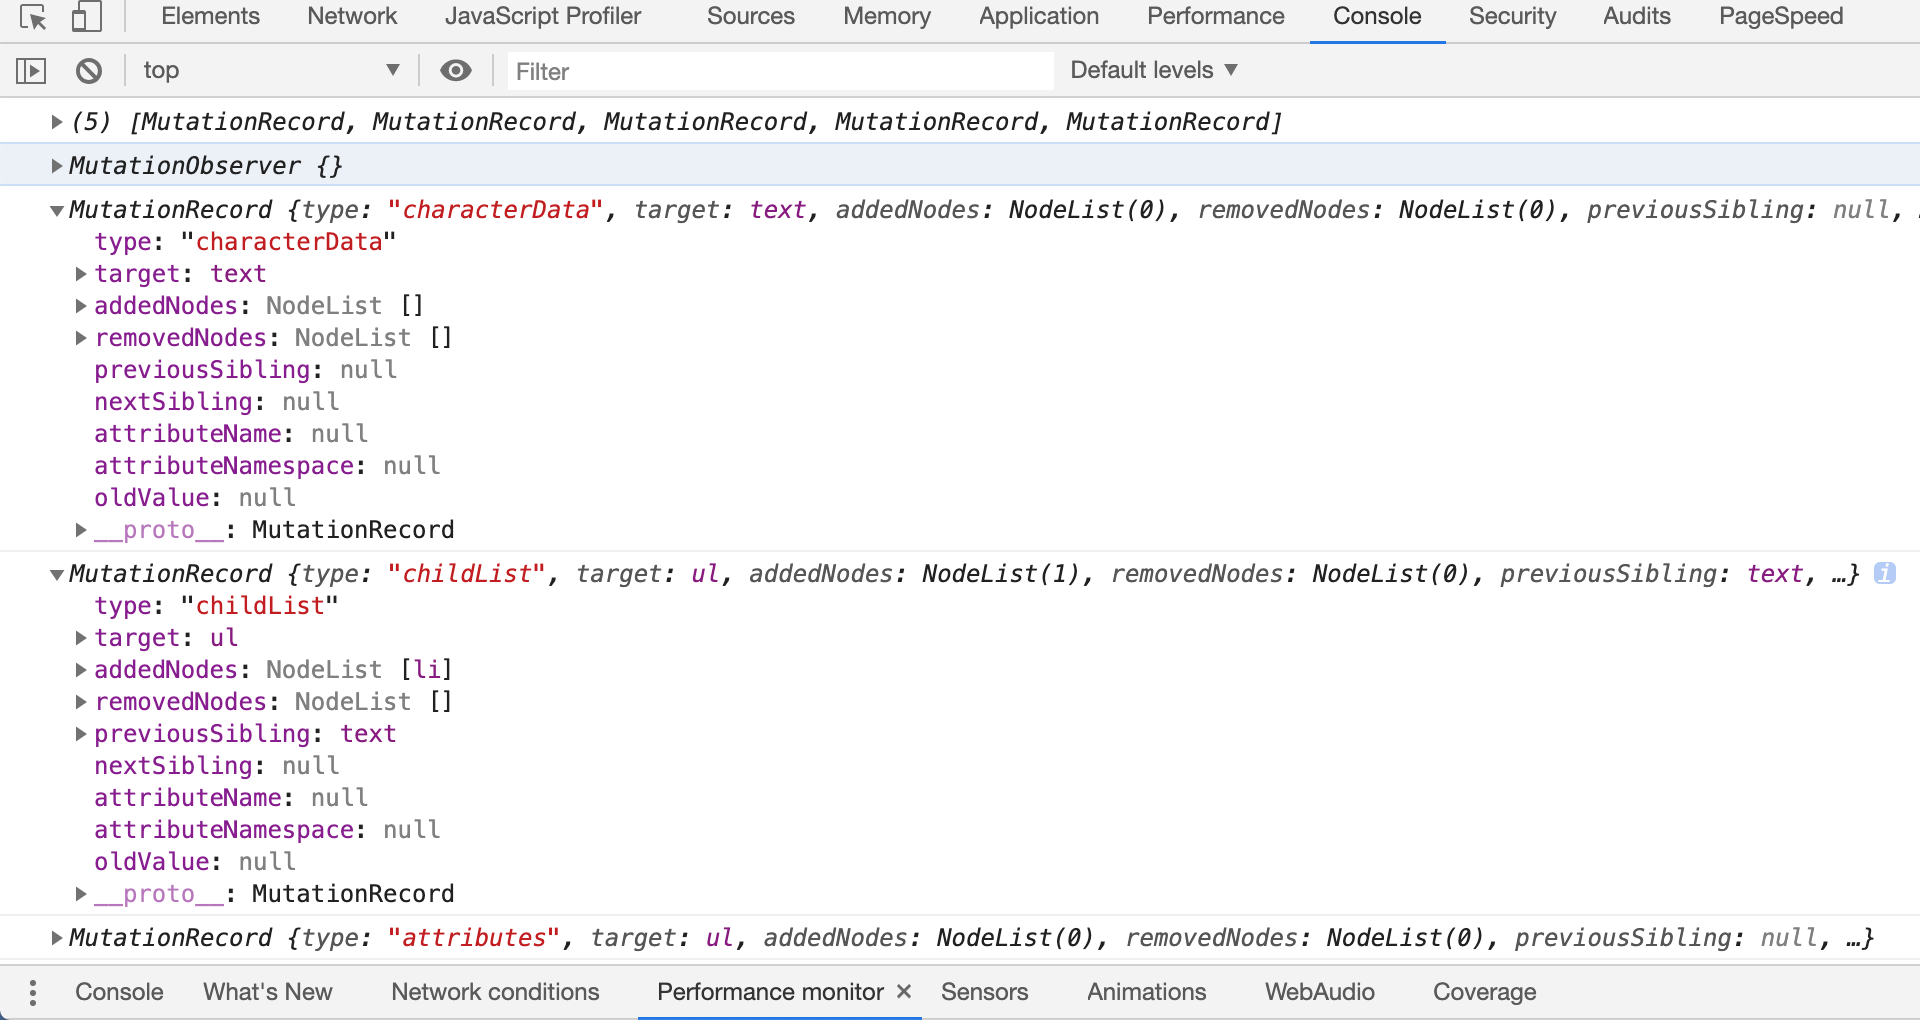 Elements Network JavaScript Profiler Sources Memory Application Performance Console Security Audits PageSpeed
top Filter Default levels
(5) [MutationRecord, MutationRecord, MutationRecord, MutationRecord, MutationRecord]
MutationObserver {}
MutationRecord {type: "characterData", target: text, addedNodes: NodeList(0), removedNodes: NodeList(0), previousSibling: null,
type: "characterData"
target: text
addedNodes: NodeList []
removedNodes: NodeList []
previousSibling: null
nextSibling: null
attributeName: null
attributeNamespace: null
oldValue: null
__proto__: MutationRecord
MutationRecord {type: "childList", target: ul, addedNodes: NodeList(1), removedNodes: NodeList(0), previousSibling: text, …} i
type: "childList"
target: ul
addedNodes: NodeList [li]
removedNodes: NodeList []
previousSibling: text
nextSibling: null
attributeName: null
attributeNamespace: null
oldValue: null
__proto__: MutationRecord
MutationRecord {type: "attributes", target: ul, addedNodes: NodeList(0), removedNodes: NodeList(0), previousSibling: null, …}
Console What's New Network conditions Performance monitor × Sensors Animations WebAudio Coverage